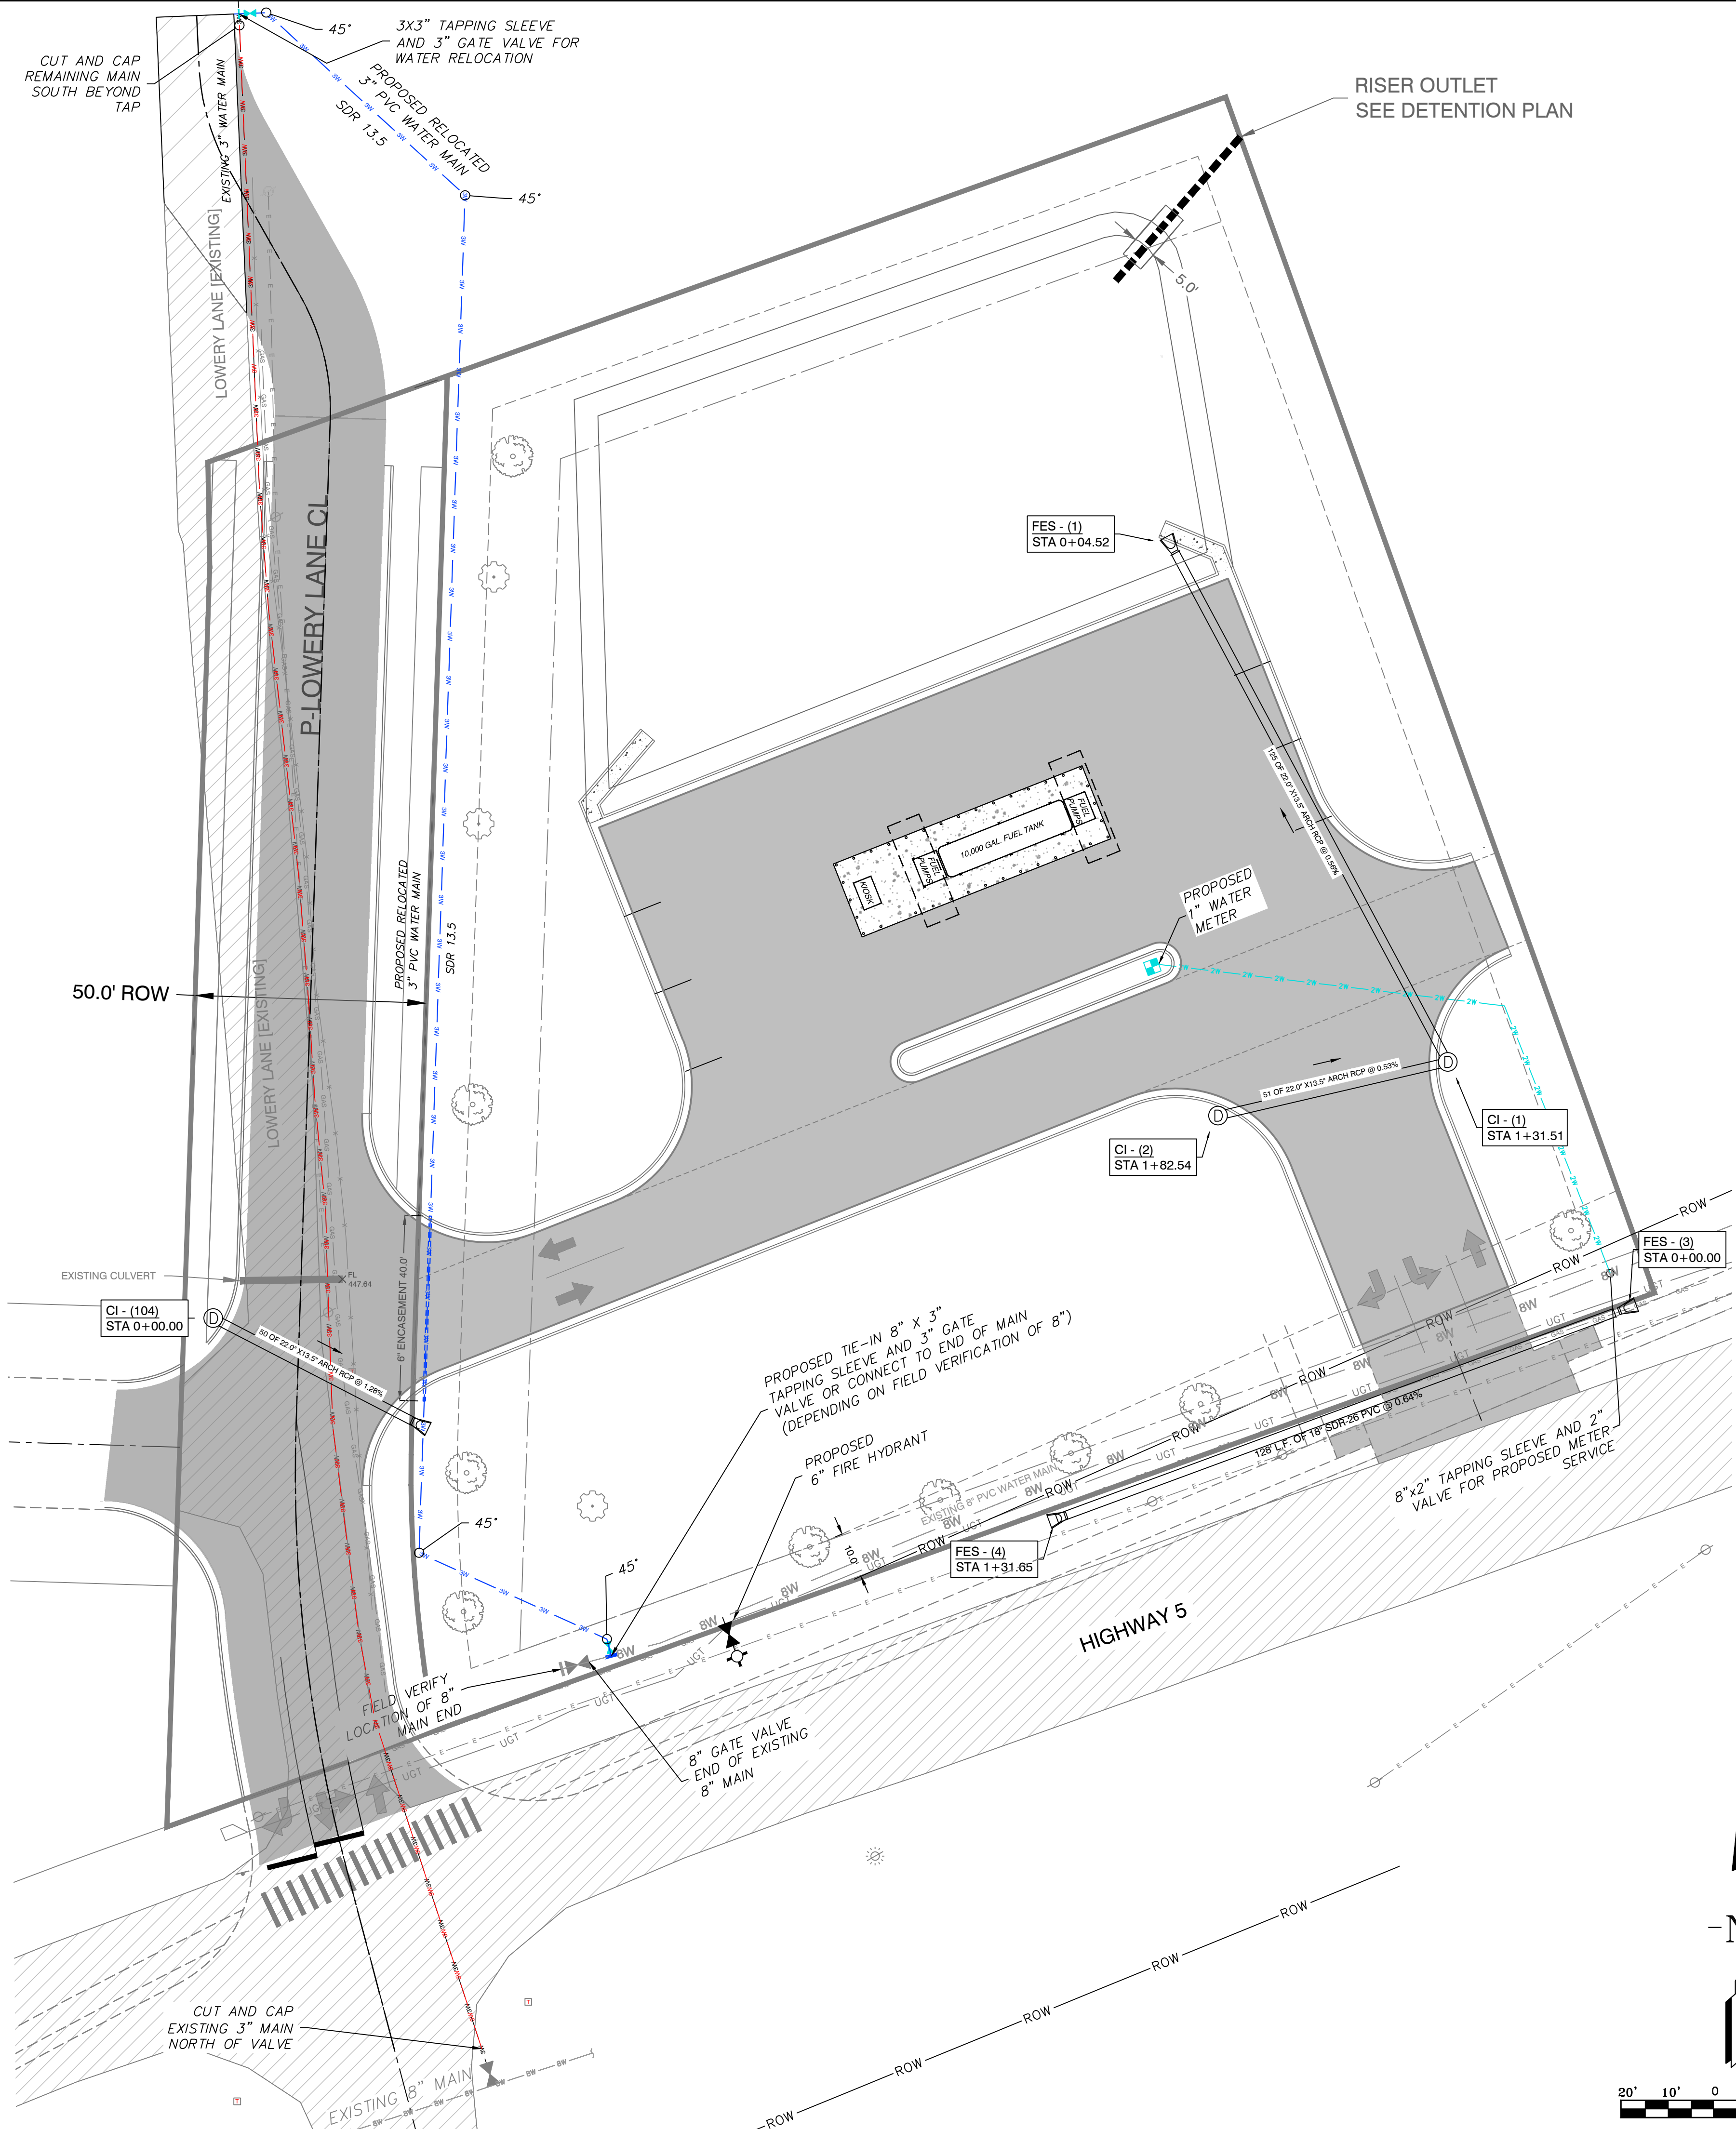 45°
3X3" TAPPING SLEEVE
AND 3" GATE VALVE FOR
WATER RELOCATION
CUT AND CAP
REMAINING MAIN
SOUTH BEYOND
TAP
EXISTING 3" WATER MAIN
PROPOSED RELOCATED
3" PVC WATER MAIN
SDR 13.5
RISER OUTLET
SEE DETENTION PLAN
45°
5.0'
LOWERY LANE [EXISTING]
P-LOWERY LANE CL
FES - (1)
STA 0+04.52
125 OF 22.0" X13.5" ARCH RCP @ 0.56%
FUEL
PUMPS
10,000 GAL. FUEL TANK
FUEL
PUMPS
KIOSK
PROPOSED
1" WATER
METER
PROPOSED RELOCATED
3" PVC WATER MAIN
SDR 13.5
50.0' ROW
LOWERY LANE [EXISTING]
2W
51 OF 22.0" X13.5" ARCH RCP @ 0.53%
D
D
CI - (1)
STA 1+31.51
CI - (2)
STA 1+82.54
ROW
FES - (3)
STA 0+00.00
EXISTING CULVERT
FL
447.64
6" ENCASEMENT 40.0'
CI - (104)
STA 0+00.00
D
50 OF 22.0" X13.5" ARCH RCP @ 1.28%
PROPOSED TIE-IN 8" X 3"
TAPPING SLEEVE AND 3" GATE
VALVE OR CONNECT TO END OF MAIN
(DEPENDING ON FIELD VERIFICATION OF 8")
PROPOSED
6" FIRE HYDRANT
EXISTING 8" PVC WATER MAIN
128' L.F. OF 18" SDR-26 PVC @ 0.64%
8"x2" TAPPING SLEEVE AND 2"
VALVE FOR PROPOSED METER
SERVICE
45°
45°
10.0'
FES - (4)
STA 1+31.65
HIGHWAY 5
8W
UGT
FIELD VERIFY
LOCATION OF 8"
MAIN END
8" GATE VALVE
END OF EXISTING
8" MAIN
CUT AND CAP
EXISTING 3" MAIN
NORTH OF VALVE
EXISTING 8" MAIN
ROW
ROW
ROW
ROW
ROW
20' 10' 0